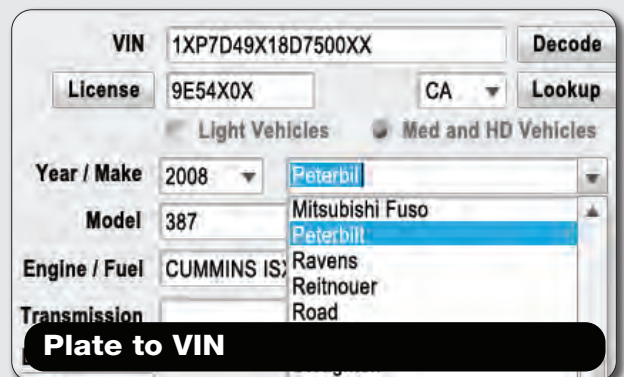 VIN 1XP7D49X18D7500XX Decode
License 9E54X0X CA Lookup
Light Vehicles Med and HD Vehicles
Year / Make 2008 Peterbil
Mitsubishi Fuso
Model 387
Peterbilt
Engine / Fuel CUMMINS ISX
Ravens
Reitnouer
Transmission
Road
Plate to VIN